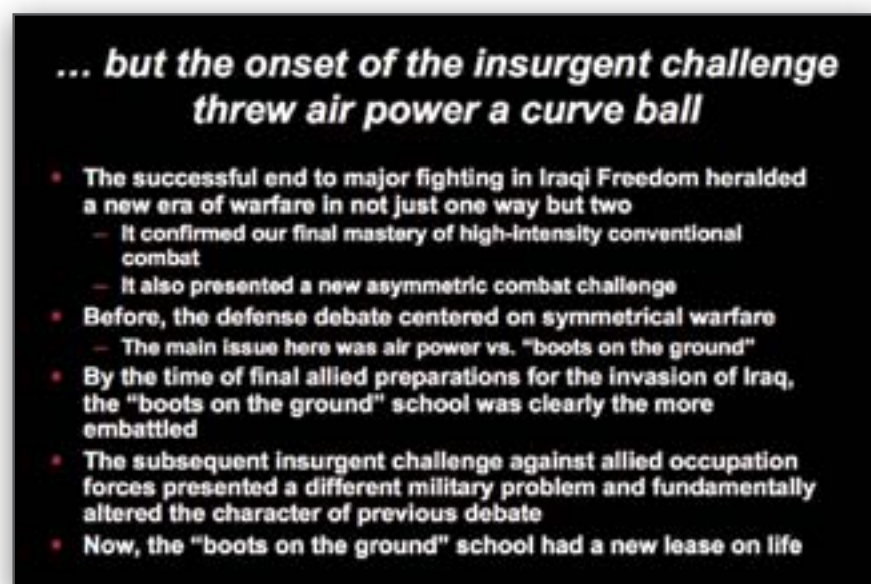 ... but the onset of the insurgent challenge
threw air power a curve ball
• The successful end to major fighting in Iraqi Freedom heralded
a new era of warfare in not just one way but two
– It confirmed our final mastery of high-intensity conventional
combat
– It also presented a new asymmetric combat challenge
• Before, the defense debate centered on symmetrical warfare
– The main issue here was air power vs. "boots on the ground"
• By the time of final allied preparations for the invasion of Iraq,
the "boots on the ground" school was clearly the more
embattled
• The subsequent insurgent challenge against allied occupation
forces presented a different military problem and fundamentally
altered the character of previous debate
• Now, the "boots on the ground" school had a new lease on life